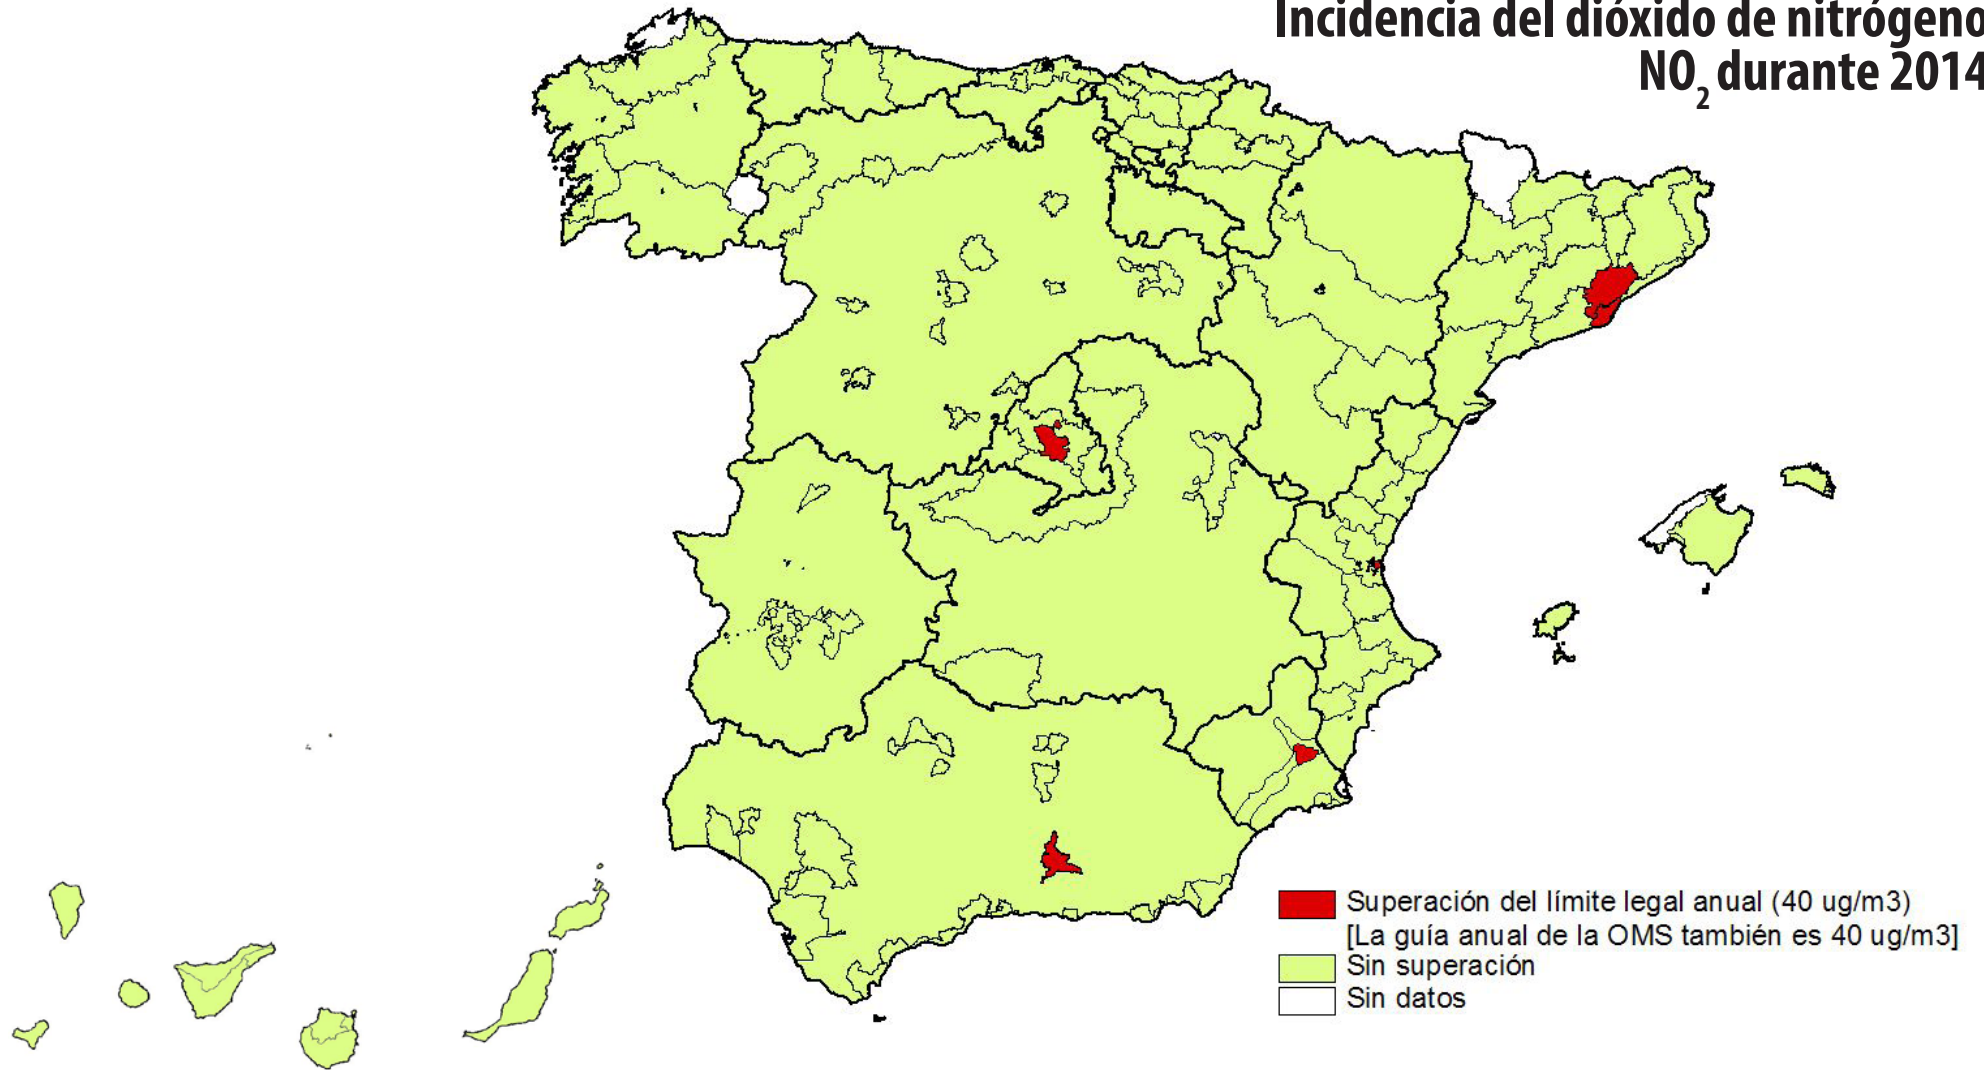 Incidencia del dióxido de nitrógeno
NO2 durante 2014
Superación del límite legal anual (40 ug/m3)
[La guía anual de la OMS también es 40 ug/m3]
Sin superación
Sin datos